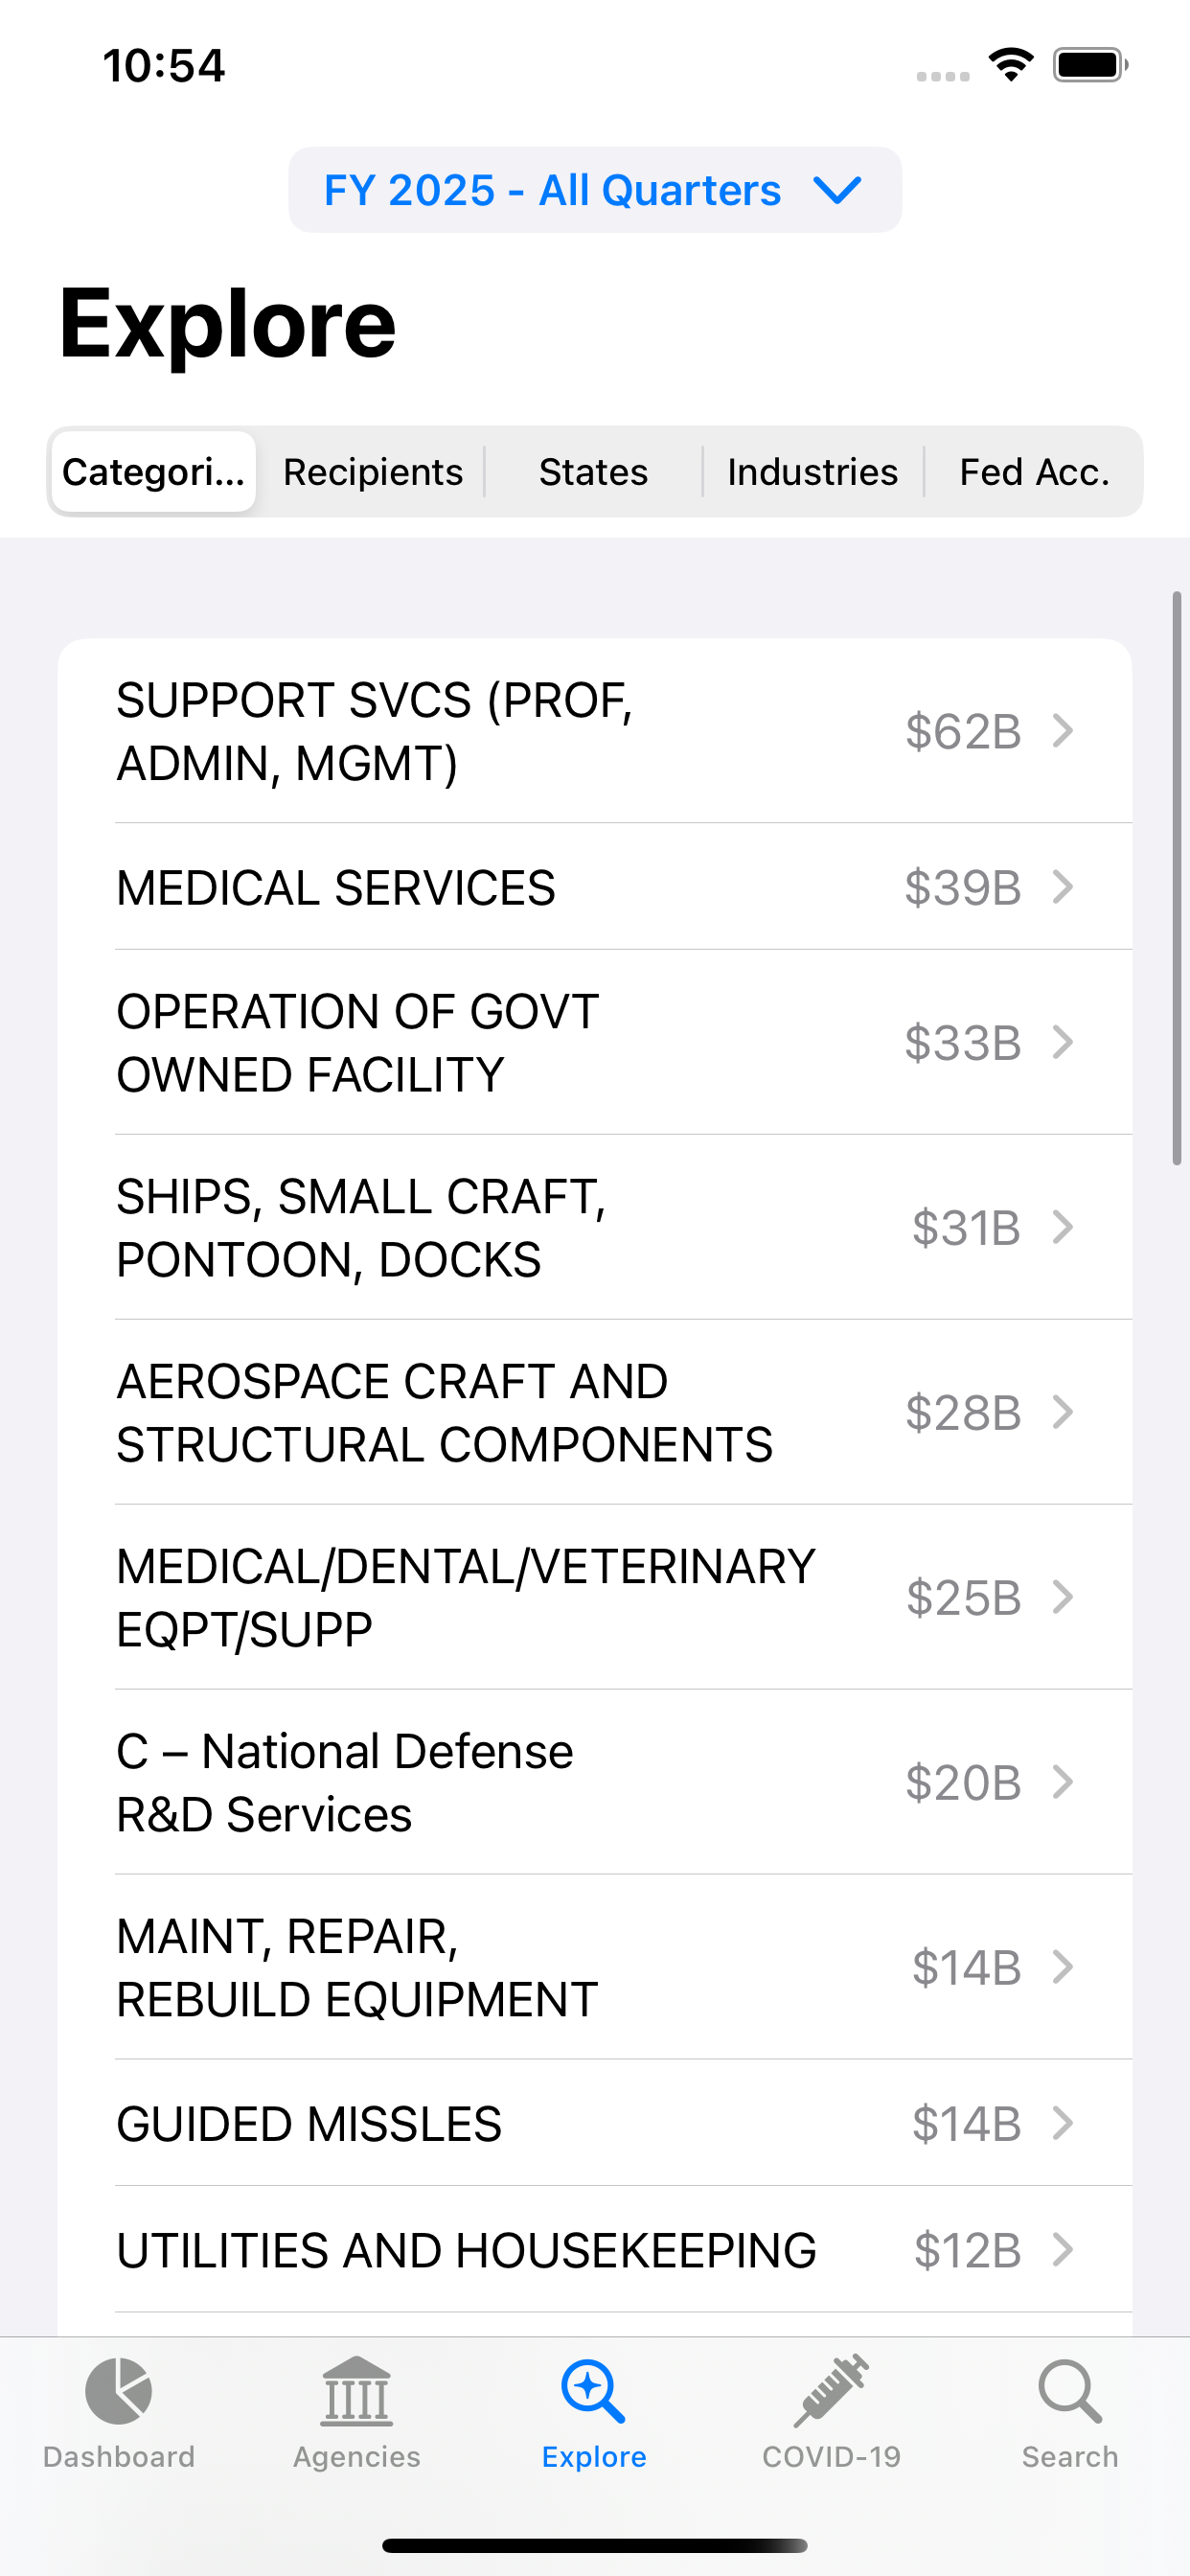 10:54
FY 2025 - All Quarters
Explore
Categori...
Recipients
States
Industries
Fed Acc.
SUPPORT SVCS (PROF,
ADMIN, MGMT)
$62B
MEDICAL SERVICES
$39B
OPERATION OF GOVT
OWNED FACILITY
$33B
SHIPS, SMALL CRAFT,
PONTOON, DOCKS
$31B
AEROSPACE CRAFT AND
STRUCTURAL COMPONENTS
$28B
MEDICAL/DENTAL/VETERINARY
EQPT/SUPP
$25B
C – National Defense
R&D Services
$20B
MAINT, REPAIR,
REBUILD EQUIPMENT
$14B
GUIDED MISSLES
$14B
UTILITIES AND HOUSEKEEPING
$12B
Dashboard
Agencies
Explore
COVID-19
Search